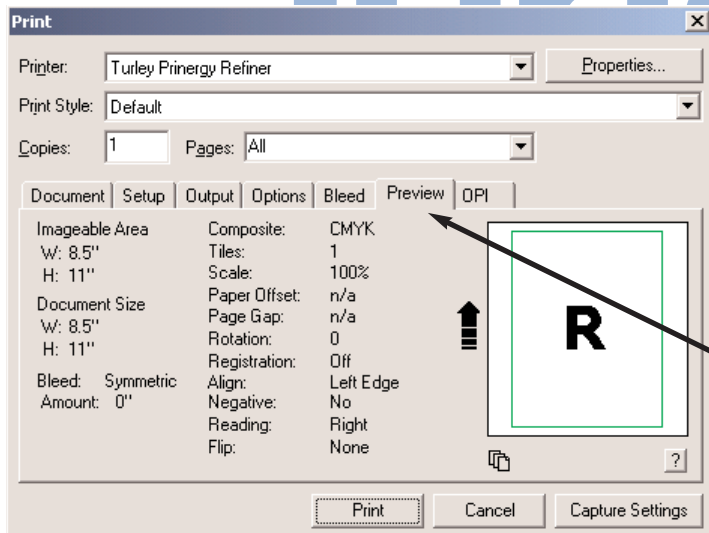 Print
Printer: Turley Prinergy Refiner Properties...
Print Style: Default
Copies: 1 Pages: All
Document Setup Output Options Bleed Preview OPI
Imageable Area
W: 8.5"
H: 11"
Document Size
W: 8.5"
H: 11"
Bleed: Symmetric
Amount: 0"
Composite: CMYK
Tiles: 1
Scale: 100%
Paper Offset: n/a
Page Gap: n/a
Rotation: 0
Registration: Off
Align: Left Edge
Negative: No
Reading: Right
Flip: None
R
?
Print Cancel Capture Settings